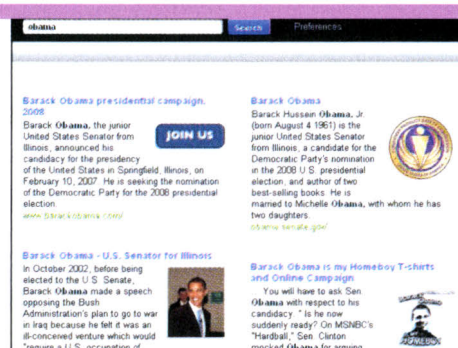 obama
Search
Preferences
Barack Obama presidential campaign,
2008
Barack Obama, the junior
United States Senator from
Illinois, announced his
candidacy for the presidency
of the United States in Springfield, Illinois, on
February 10, 2007. He is seeking the nomination
of the Democratic Party for the 2008 presidential
election
www.barackobama.com/
JOIN US
Barack Obama
Barack Hussein Obama, Jr.
(born August 4 1961) is the
junior United States Senator
from Illinois, a candidate for the
Democratic Party's nomination
in the 2008 U.S. presidential
election, and author of two
best-selling books. He is
married to Michelle Obama, with whom he has
two daughters.
obama.senate.gov/
Barack Obama - U.S. Senator for Illinois
In October 2002, before being
elected to the U.S. Senate,
Barack Obama made a speech
opposing the Bush
Administration's plan to go to war
in Iraq because he felt it was an
ill-conceived venture which would
"require a U.S. occupation of
Barack Obama is my Homeboy T-shirts
and Online Campaign
You will have to ask Sen.
Obama with respect to his
candidacy. " Is he now
suddenly ready? On MSNBC's
"Hardball," Sen. Clinton
mocked Obama for arguing